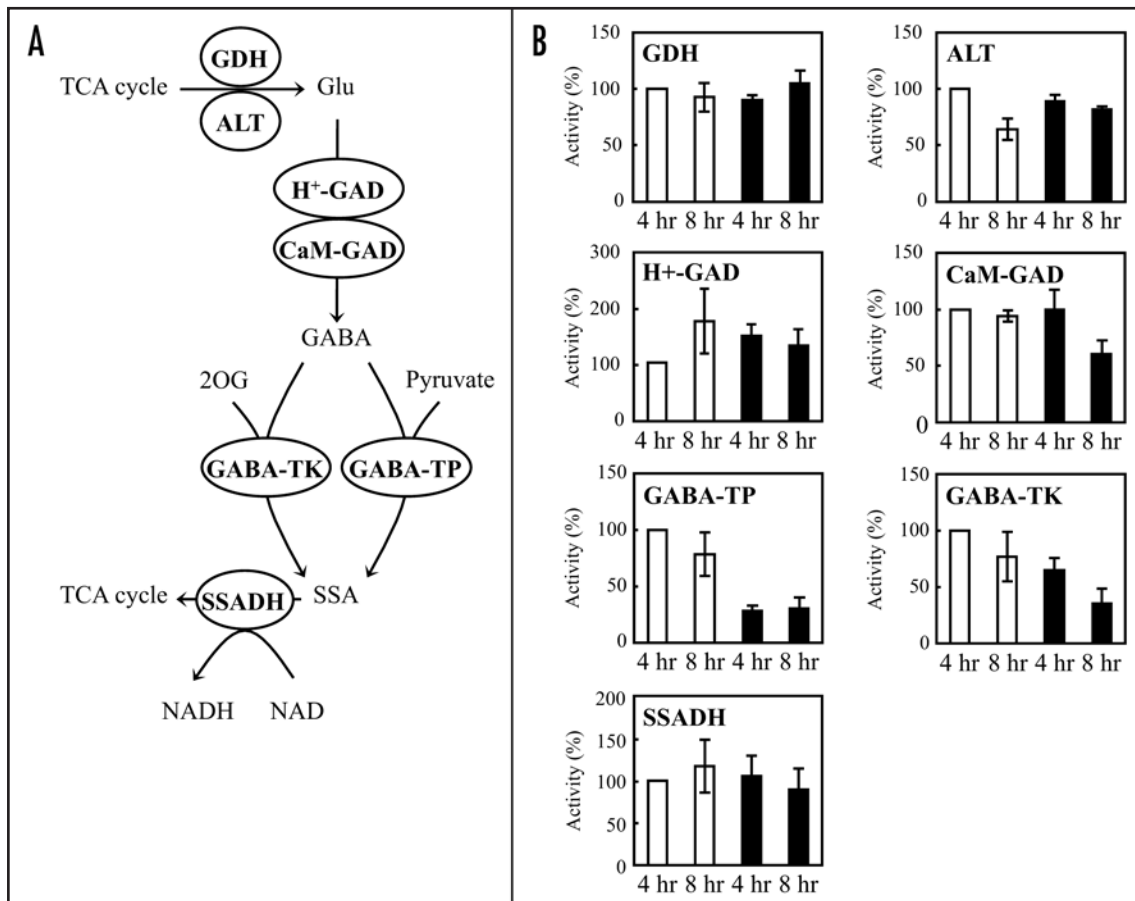 A
GDH
TCA cycle
Glu
ALT
H⁺-GAD
CaM-GAD
GABA
2OG
Pyruvate
GABA-TK
GABA-TP
TCA cycle
SSADH
SSA
NADH
NAD
B
GDH
Activity (%)
150
100
50
0
4 hr 8 hr 4 hr 8 hr
ALT
Activity (%)
150
100
50
0
4 hr 8 hr 4 hr 8 hr
H+-GAD
Activity (%)
300
200
100
0
4 hr 8 hr 4 hr 8 hr
CaM-GAD
Activity (%)
150
100
50
0
4 hr 8 hr 4 hr 8 hr
GABA-TP
Activity (%)
150
100
50
0
4 hr 8 hr 4 hr 8 hr
GABA-TK
Activity (%)
150
100
50
0
4 hr 8 hr 4 hr 8 hr
SSADH
Activity (%)
200
150
100
50
0
4 hr 8 hr 4 hr 8 hr